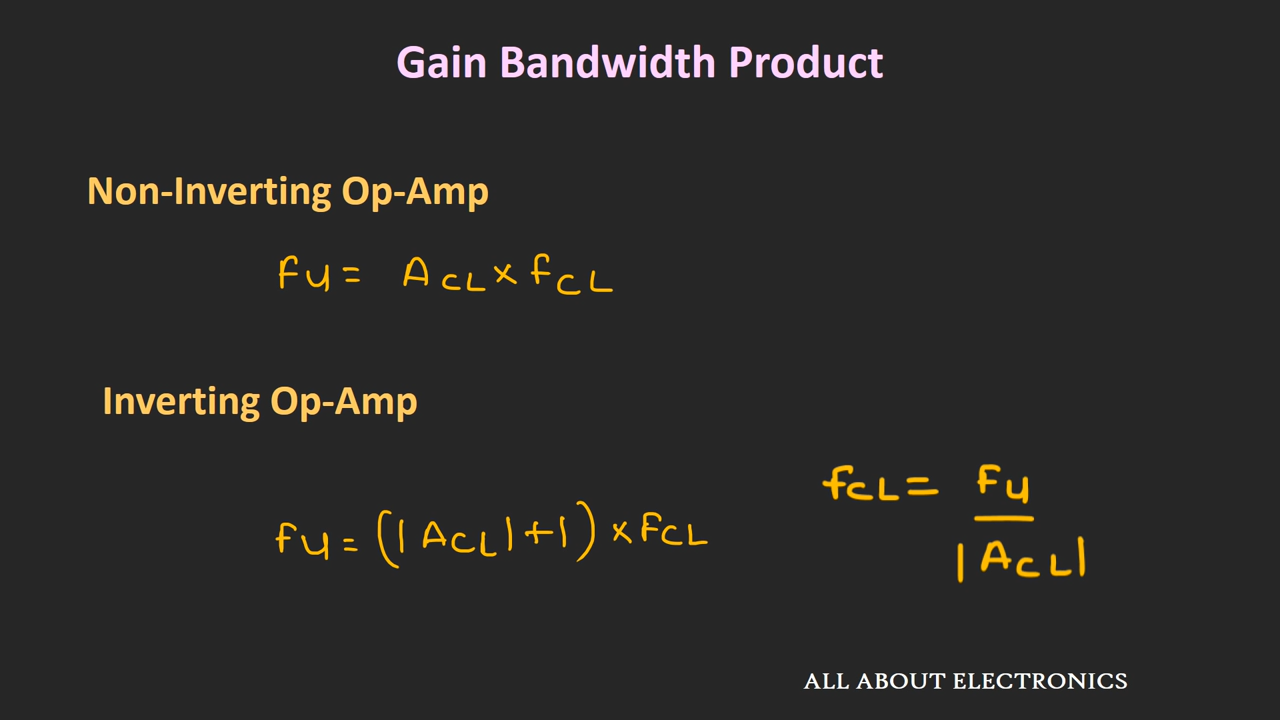 Gain Bandwidth Product
Non-Inverting Op-Amp
fu = ACL x fCL
Inverting Op-Amp
fu = (|ACL|+1) x fCL
fCL = fu / |ACL|
ALL ABOUT ELECTRONICS